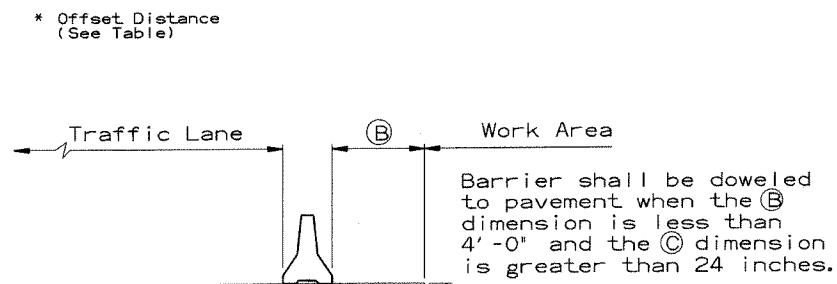 * Offset Distance
(See Table)
Traffic Lane
B
Work Area
Barrier shall be doweled
to pavement when the B
dimension is less than
4'-0" and the C dimension
is greater than 24 inches.